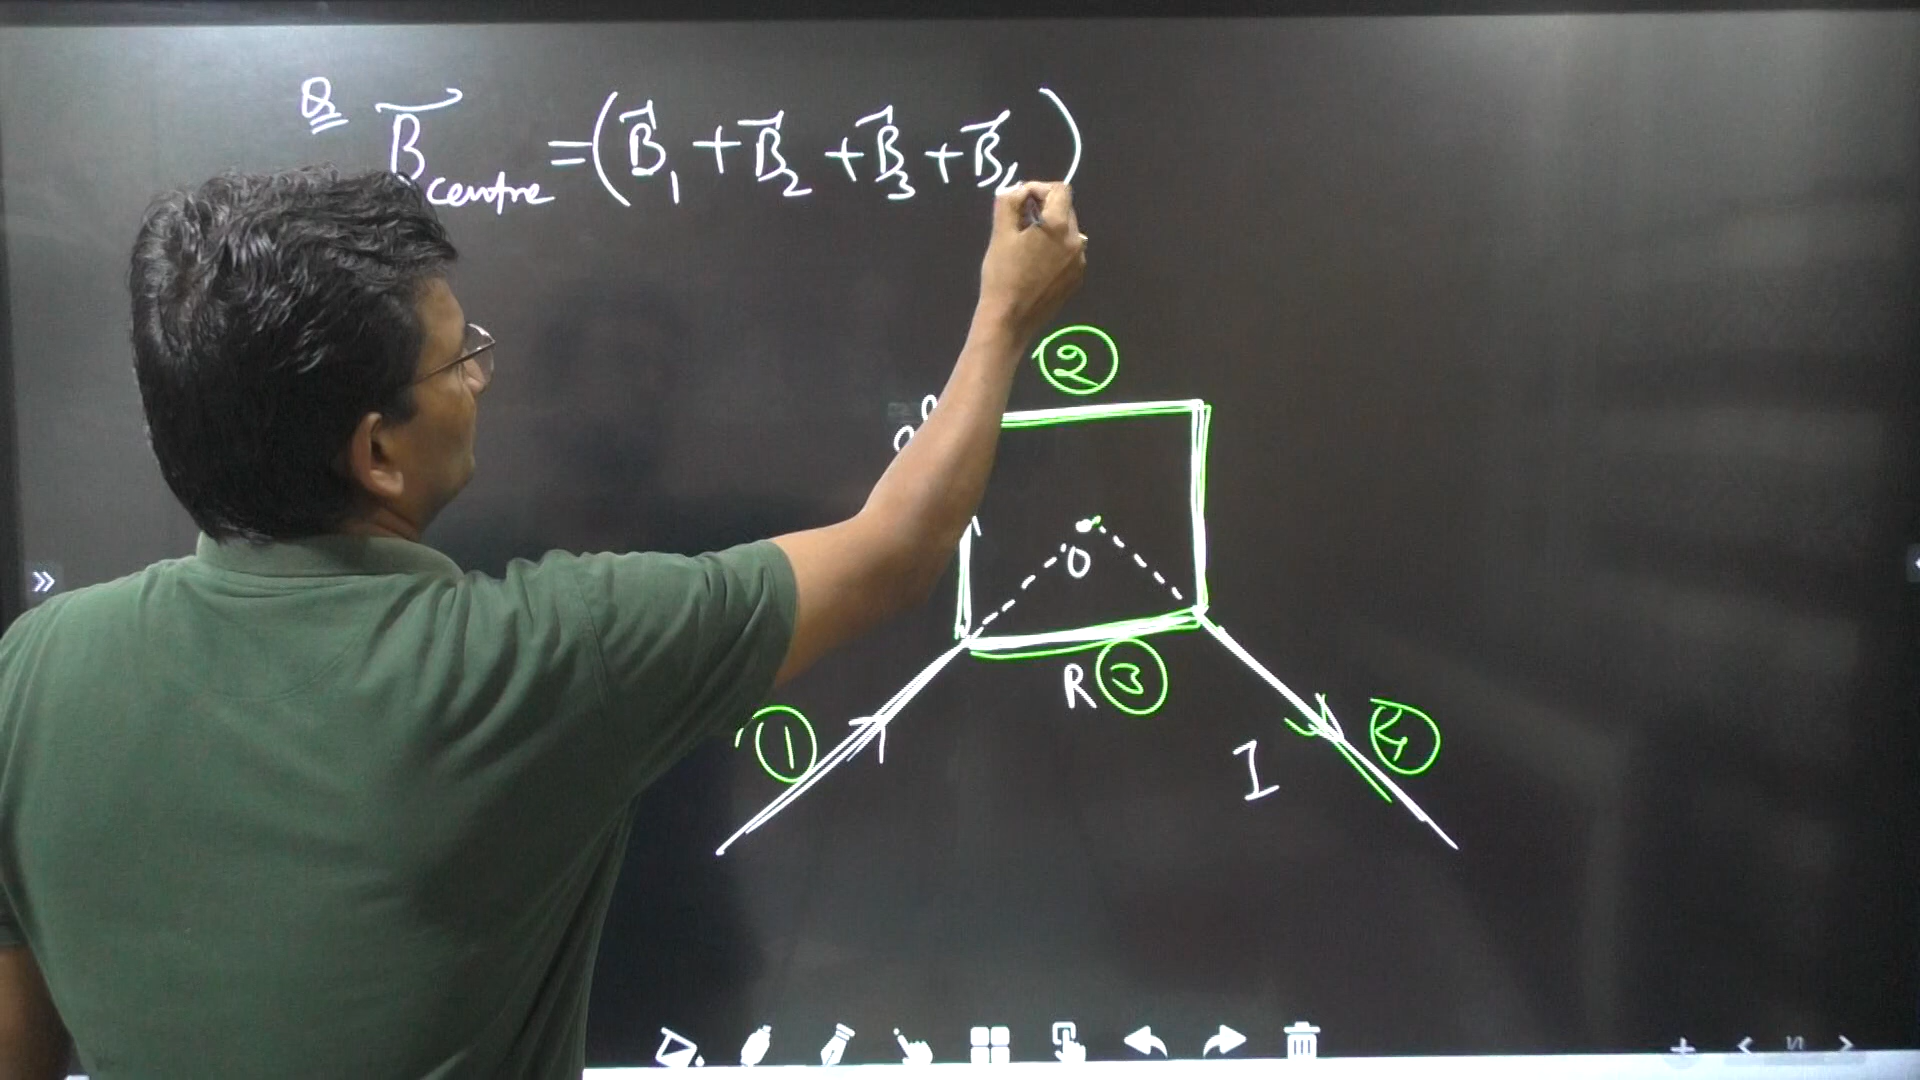 Q B⃗centre = (B⃗1 + B⃗2 + B⃗3 + B⃗4)
2
O
R 3
1
4
I